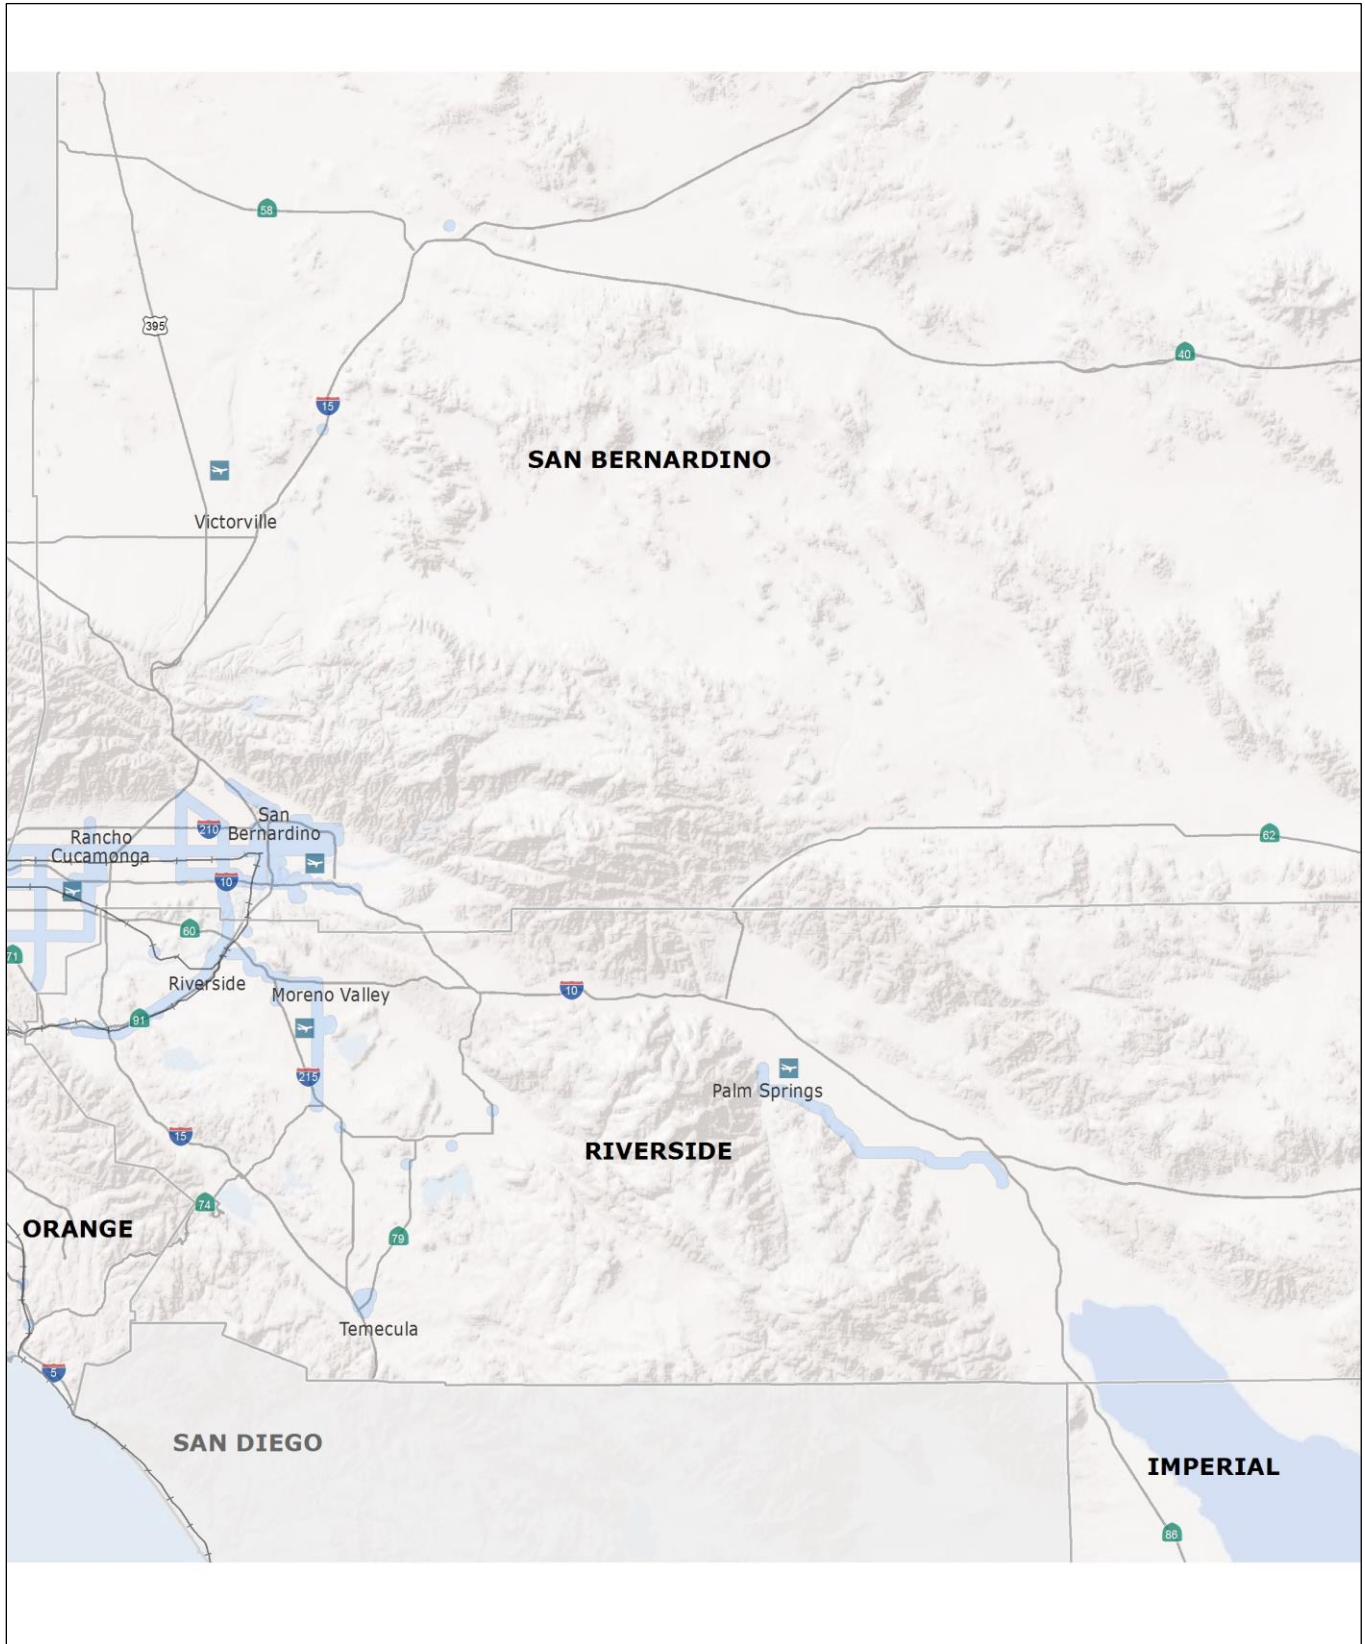 58
395
40
15
SAN BERNARDINO
Victorville
San
Bernardino
210
62
Rancho
Cucamonga
10
60
71
Riverside
Moreno Valley
10
91
215
Palm Springs
15
RIVERSIDE
74
ORANGE
79
Temecula
5
SAN DIEGO
IMPERIAL
86